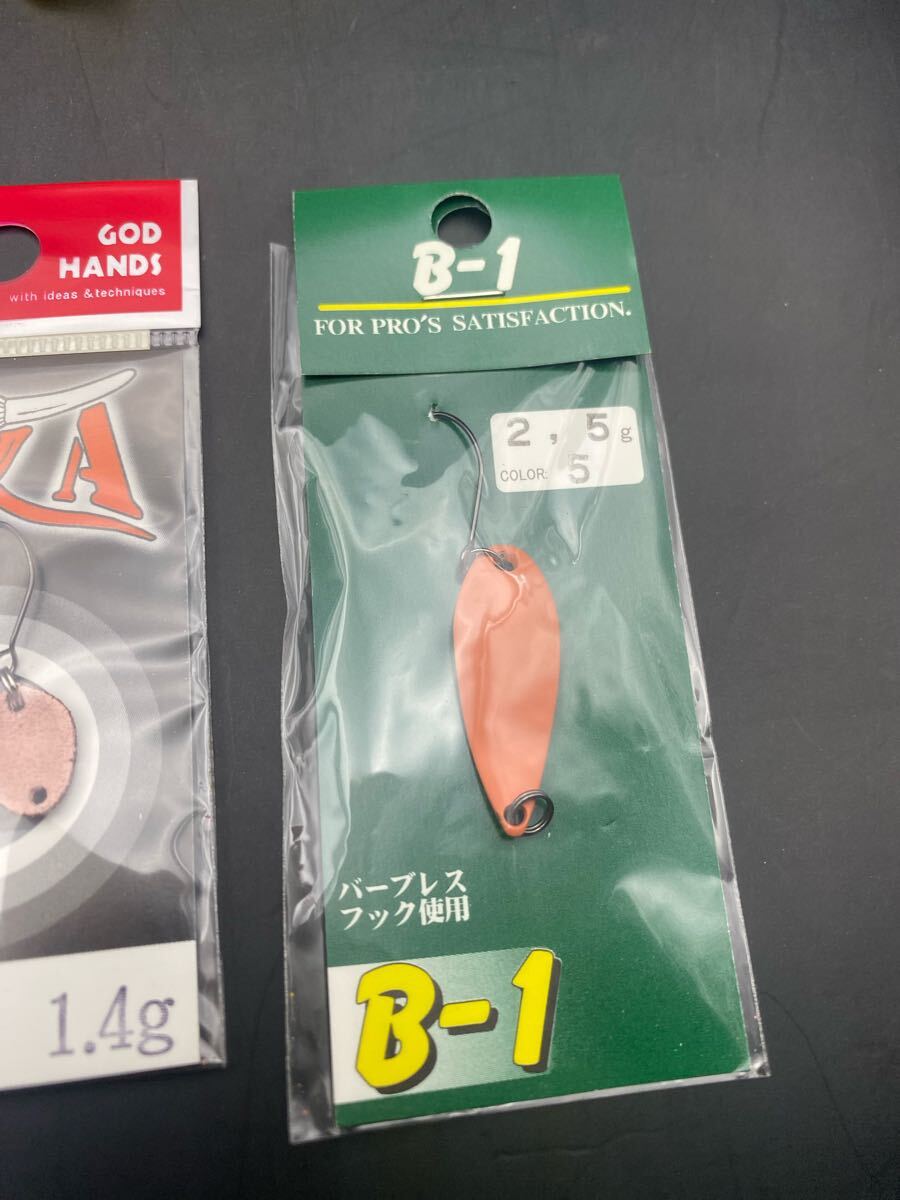 GOD
HANDS
with ideas & techniques
A
1.4g
B-1
FOR PRO'S SATISFACTION.
2,5g
COLOR: 5
バーブレス
フック使用
B-1